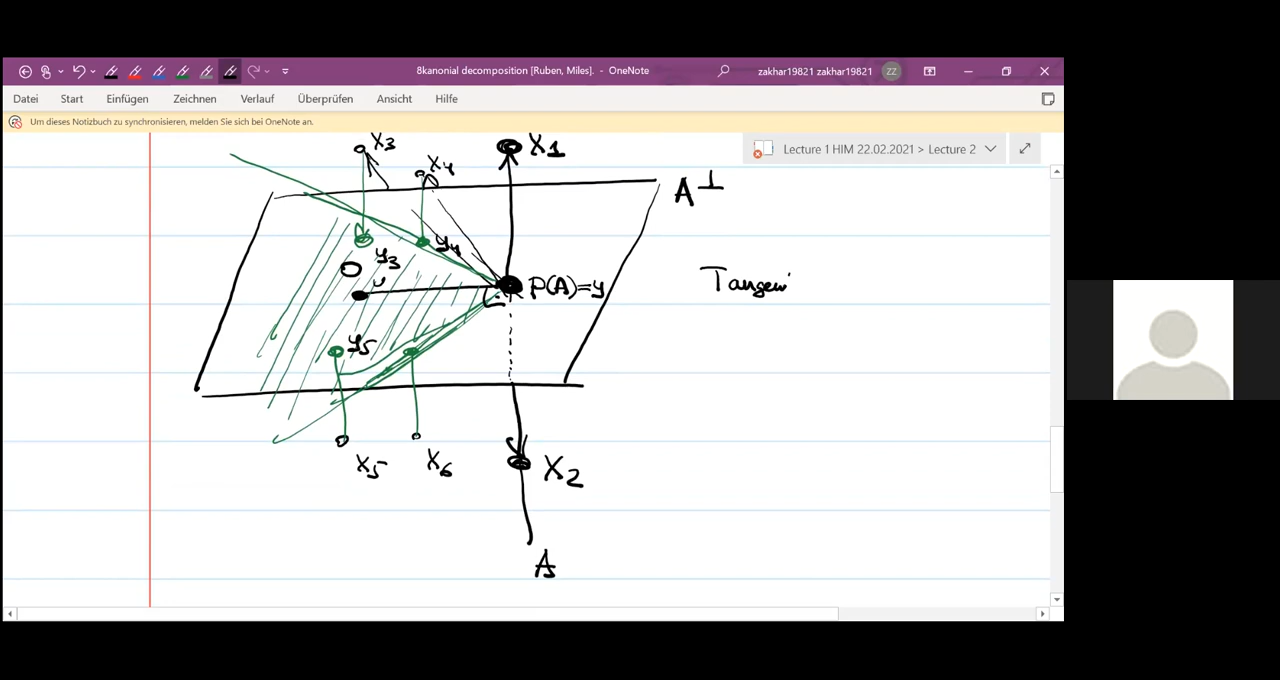 8kanonial decomposition [Ruben, Miles]. - OneNote
zakhar19821 zakhar19821
ZZ
Datei Start Einfügen Zeichnen Verlauf Überprüfen Ansicht Hilfe
Um dieses Notizbuch zu synchronisieren, melden Sie sich bei OneNote an.
Lecture 1 HIM 22.02.2021 > Lecture 2
x3
x4
x1
A⊥
y3
y4
P(A)=y
Tangen
y5
x5
x6
x2
A